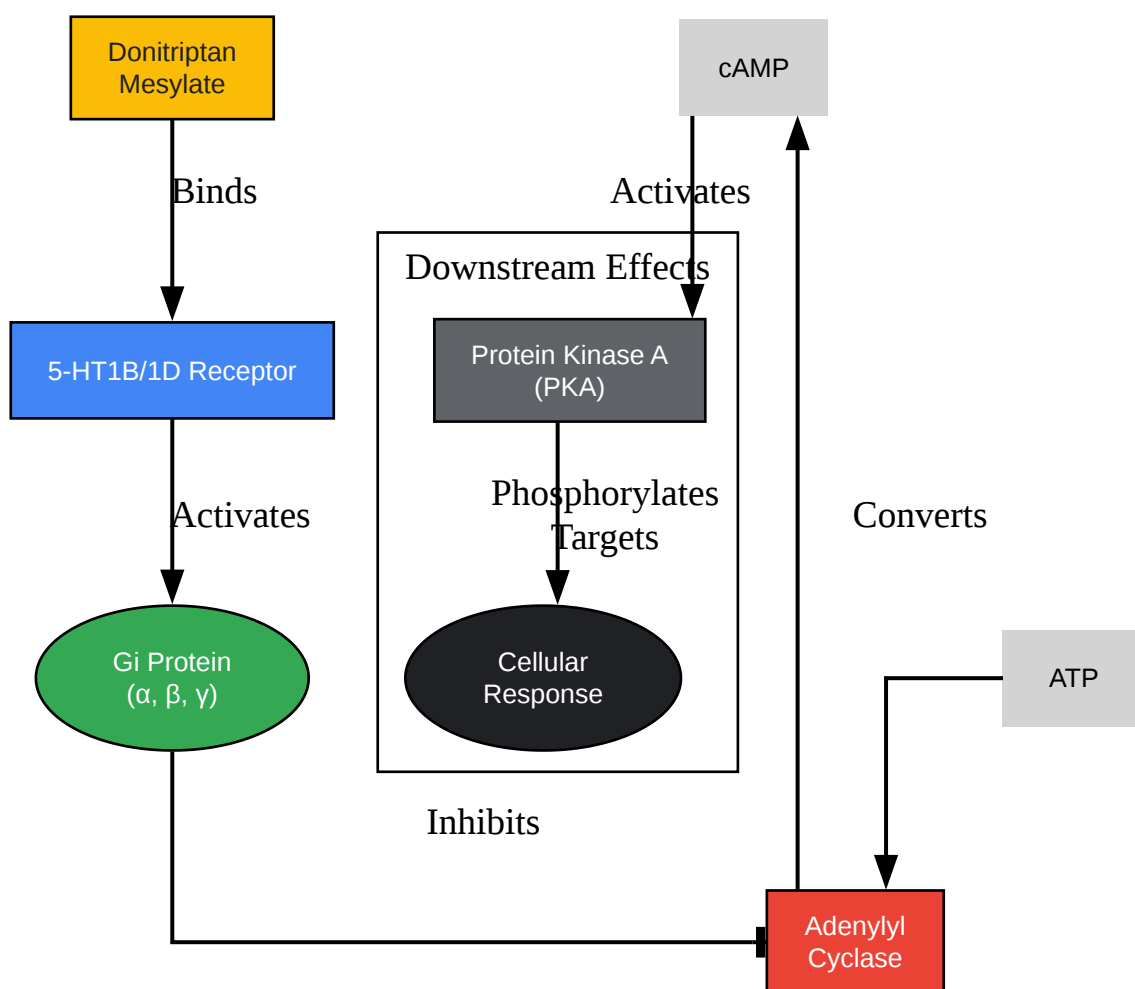 Donitriptan
Mesylate
cAMP
Binds
Activates
Downstream Effects
5-HT1B/1D Receptor
Protein Kinase A
(PKA)
Activates
Phosphorylates
Targets
Converts
Gi Protein
(α, β, γ)
Cellular
Response
ATP
Inhibits
Adenylyl
Cyclase